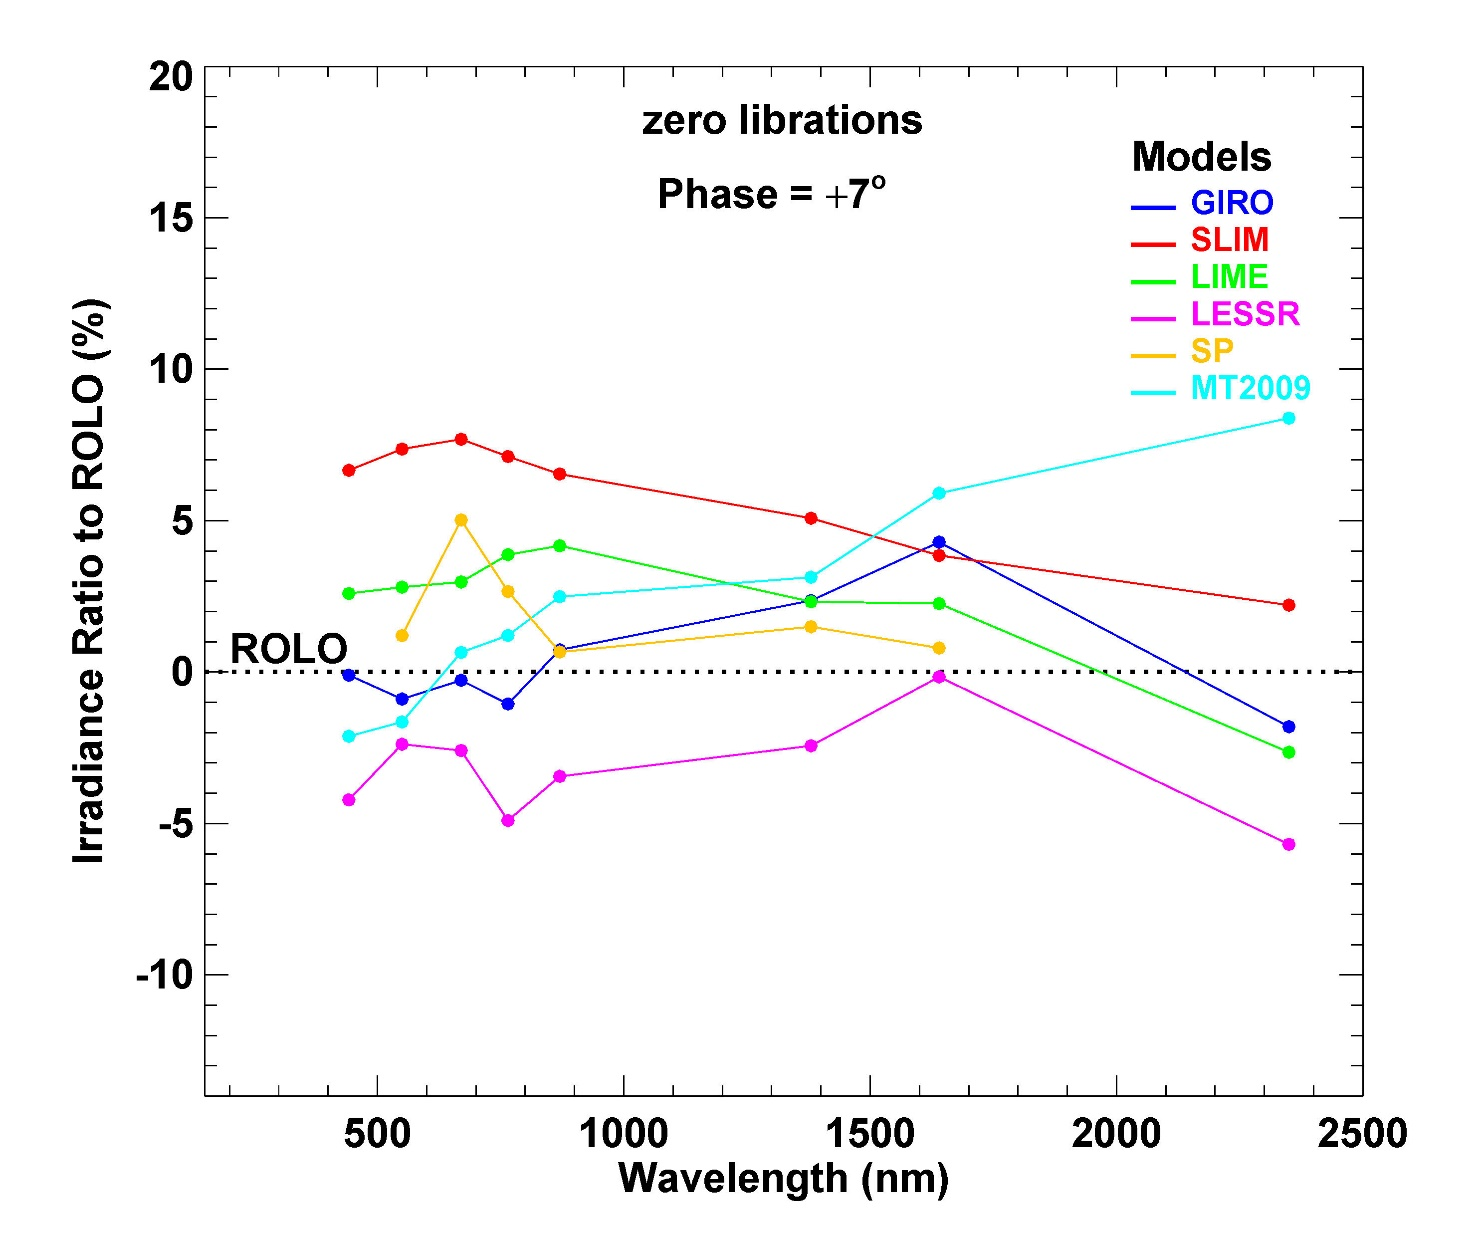 zero librations
Phase = +7°
Models
GIRO
SLIM
LIME
LESSR
SP
MT2009
Irradiance Ratio to ROLO (%)
20
15
10
5
0
-5
-10
ROLO
500 1000 1500 2000 2500
Wavelength (nm)